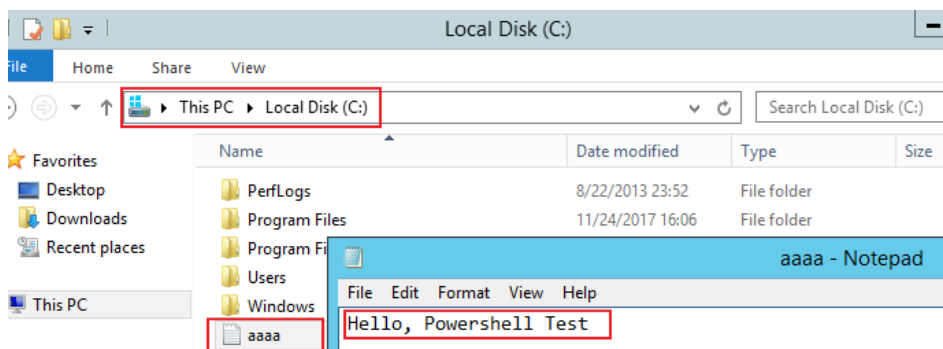 Local Disk (C:)
File Home Share View
This PC Local Disk (C:) Search Local Disk (C:)
Name Date modified Type Size
Favorites
Desktop PerfLogs 8/22/2013 23:52 File folder
Downloads Program Files 11/24/2017 16:06 File folder
Recent places Program Fi
aaaa - Notepad
Users
File Edit Format View Help
This PC Windows
Hello, Powershell Test
aaaa